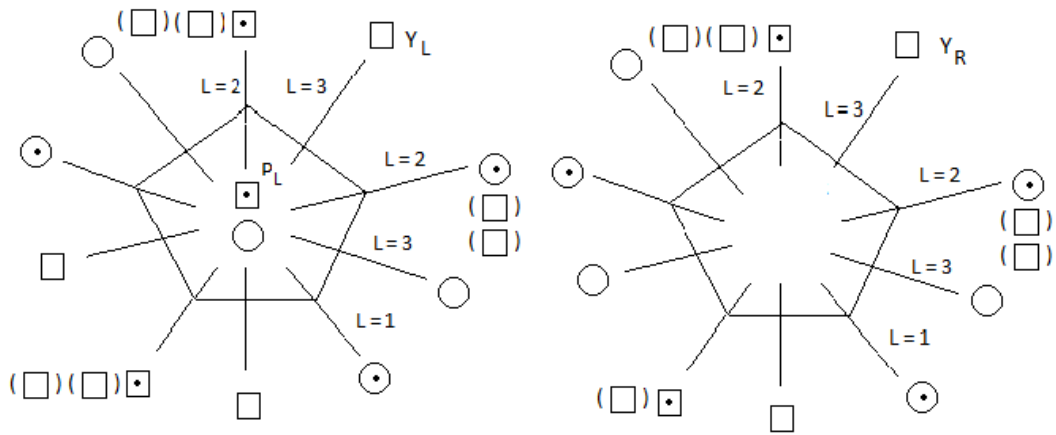 ( ) ( )
Y_L
L=2
L=3
P_L
L=2
( )
( )
L=3
L=1
( ) ( )
( ) ( )
Y_R
L=2
L=3
L=2
( )
( )
L=3
L=1
( )